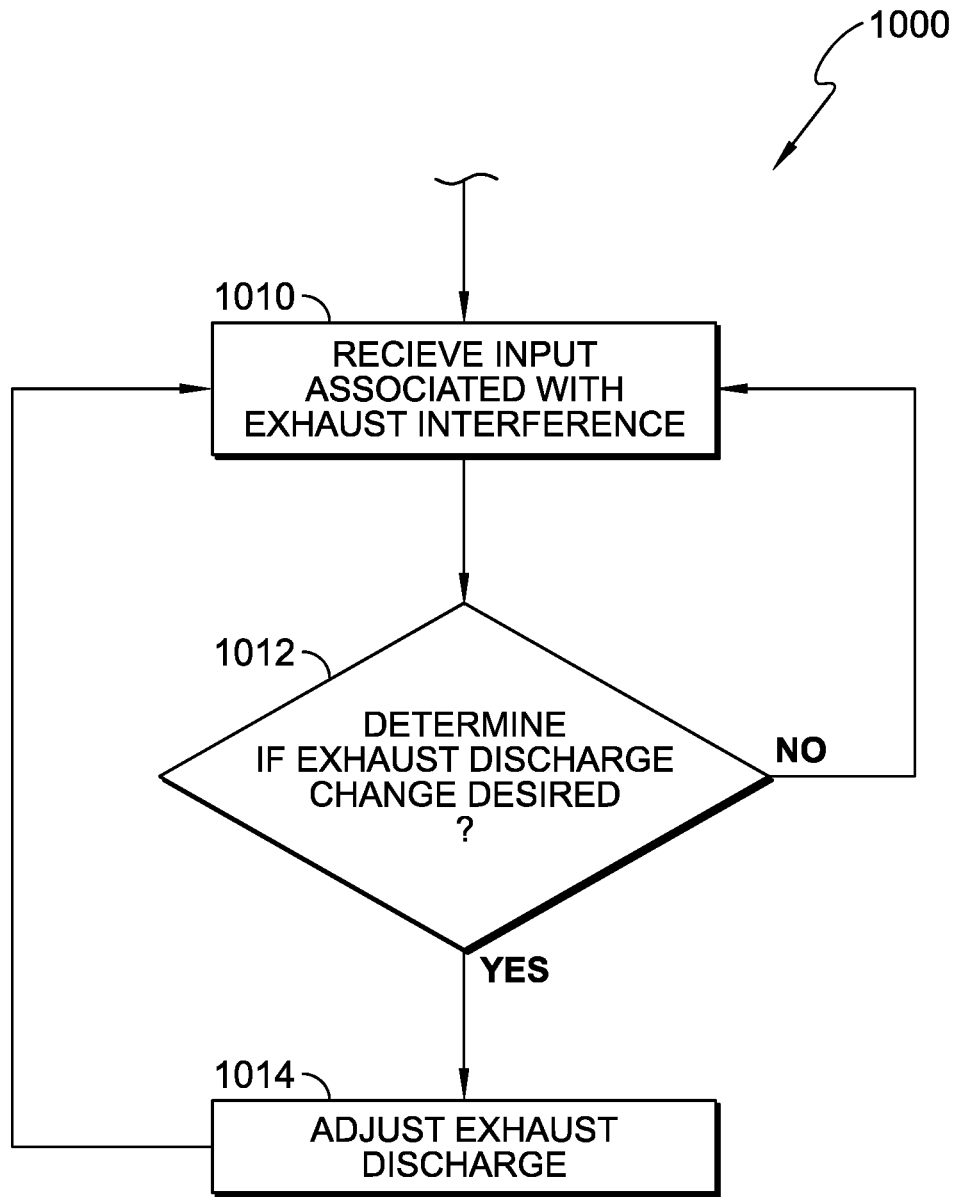 1000
1010
RECIEVE INPUT
ASSOCIATED WITH
EXHAUST INTERFERENCE
1012
DETERMINE
IF EXHAUST DISCHARGE
CHANGE DESIRED
?
NO
YES
1014
ADJUST EXHAUST
DISCHARGE